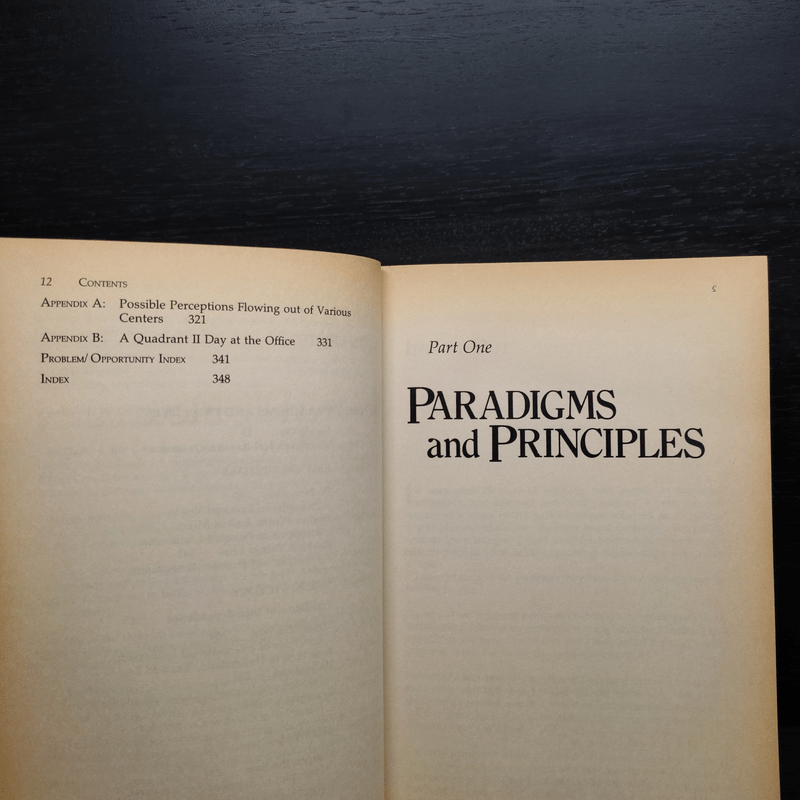 12 CONTENTS
APPENDIX A: Possible Perceptions Flowing out of Various
Centers 321
APPENDIX B: A Quadrant II Day at the Office 331
PROBLEM/OPPORTUNITY INDEX 341
INDEX 348
Part One
PARADIGMS
and PRINCIPLES